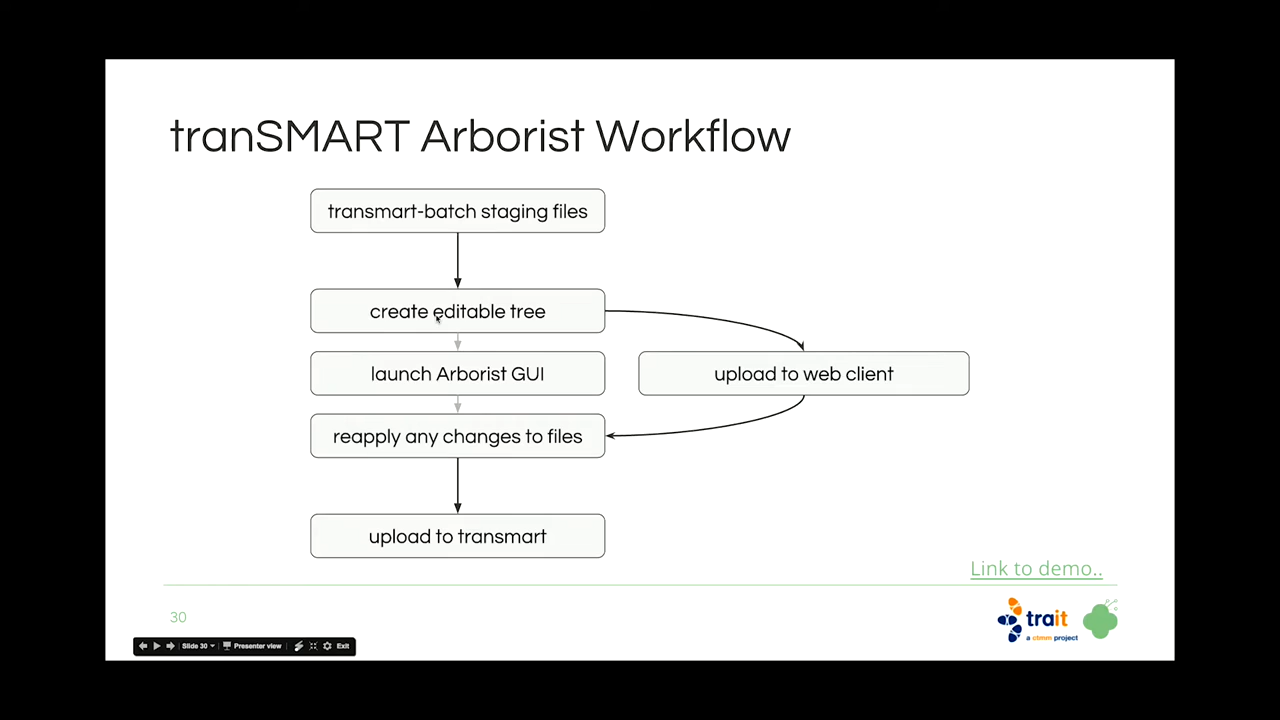 tranSMART Arborist Workflow
transmart-batch staging files
create editable tree
launch Arborist GUI
upload to web client
reapply any changes to files
upload to transmart
Link to demo..
30
trait
a ctmm project
Slide 30
Presenter view
Exit